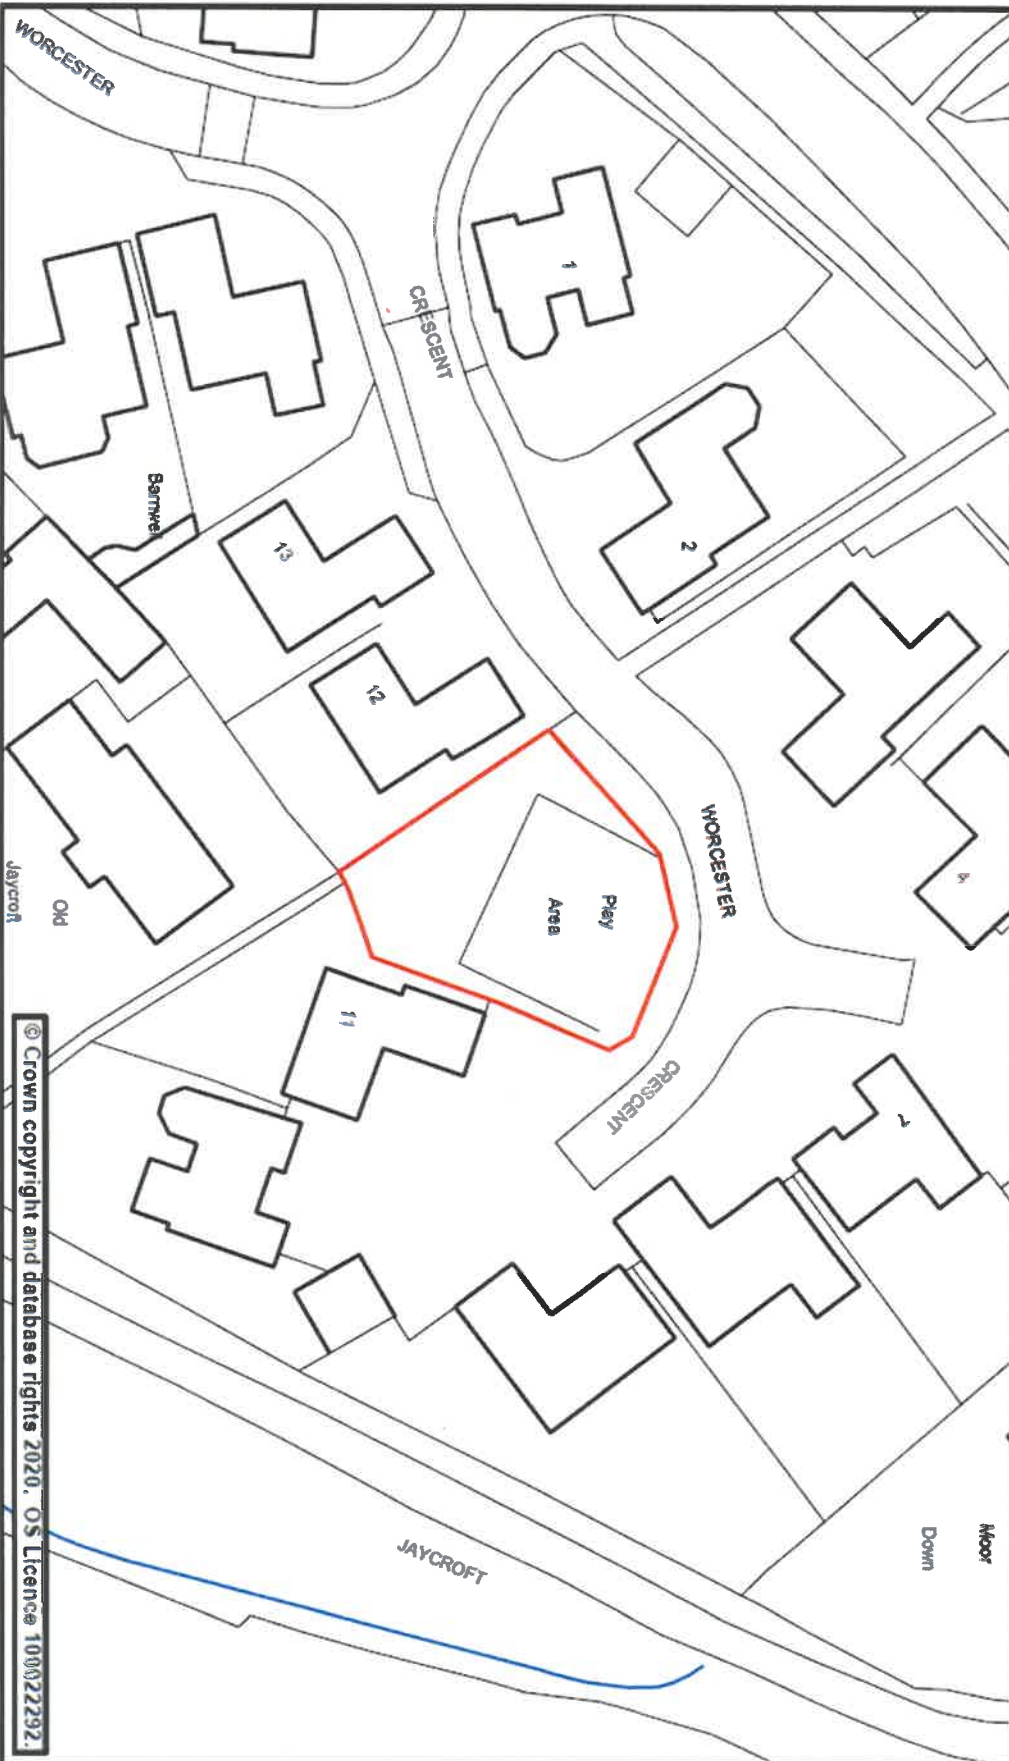 WORCESTER
CRESCENT
1
2
Barnwell
13
12
WORCESTER
4
Play
Area
Old
Jaycroft
11
CRESCENT
7
JAYCROFT
Moor
Down
© Crown copyright and database rights 2020. OS Licence 100022292.